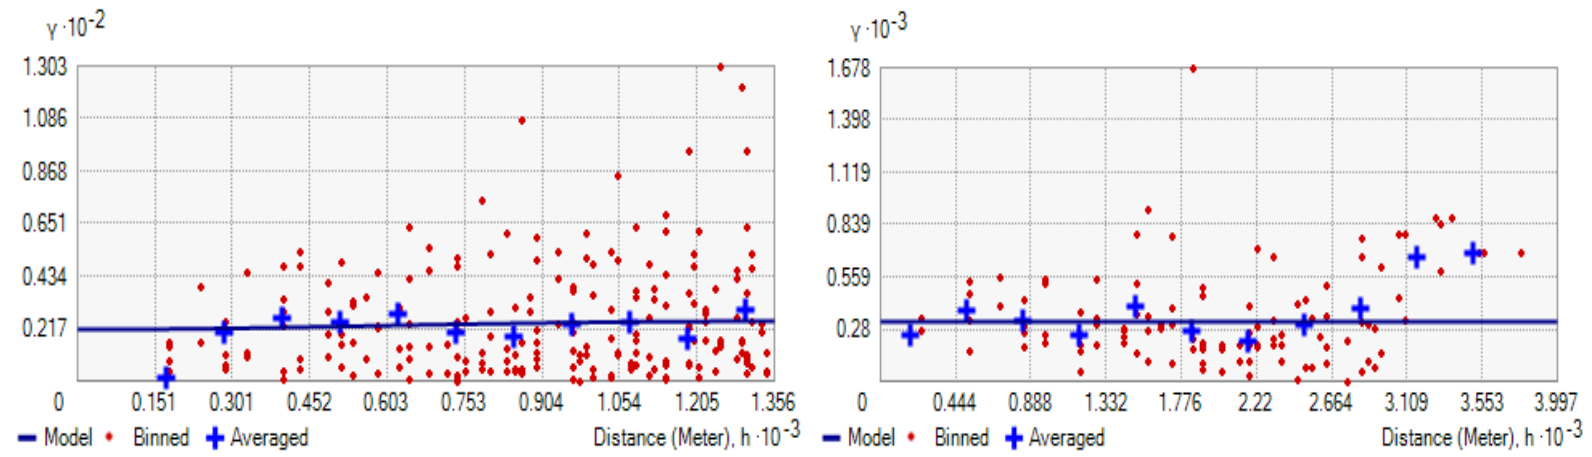 γ ·10⁻²
1.303
1.086
0.868
0.651
0.434
0.217
0 0.151 0.301 0.452 0.603 0.753 0.904 1.054 1.205 1.356
Model Binned Averaged Distance (Meter), h ·10⁻³
γ ·10⁻³
1.678
1.398
1.119
0.839
0.559
0.28
0 0.444 0.888 1.332 1.776 2.22 2.664 3.109 3.553 3.997
Model Binned Averaged Distance (Meter), h ·10⁻³